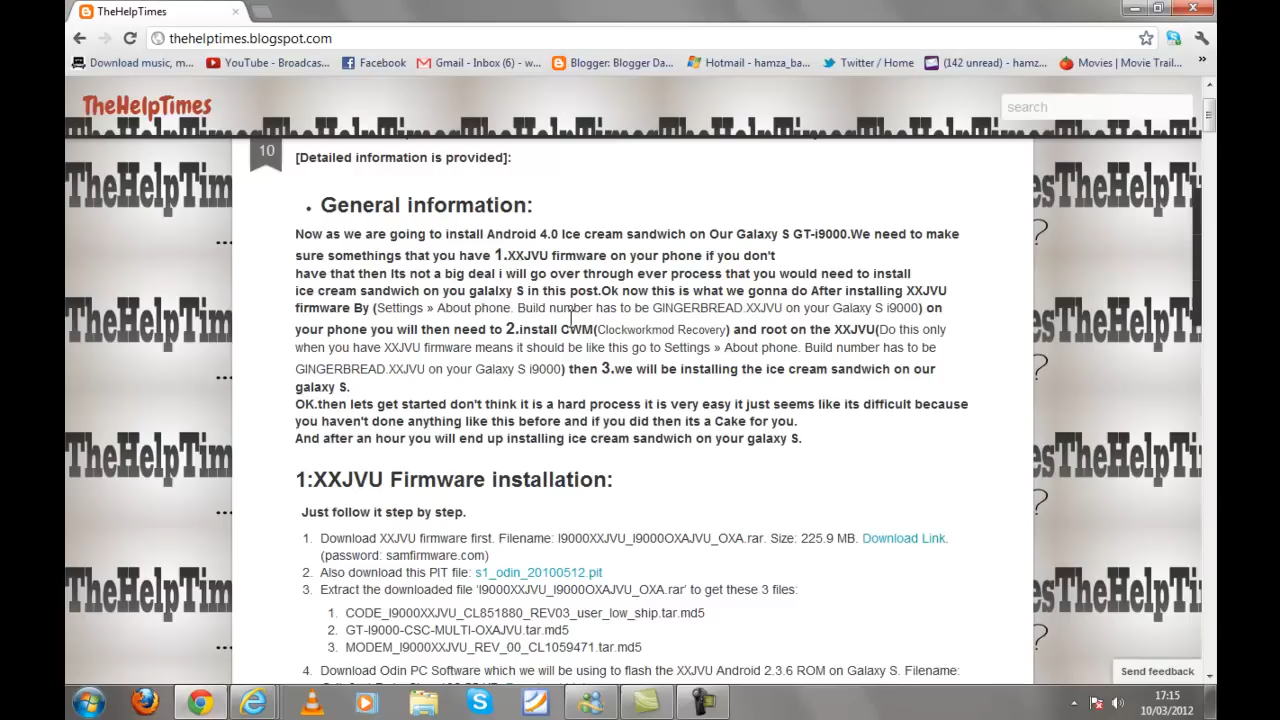 TheHelpTimes
thehelptimes.blogspot.com
Download music, m...
YouTube - Broadcas...
Facebook
Gmail - Inbox (6) - w...
Blogger: Blogger Da...
Hotmail - hamza_ba...
Twitter / Home
(142 unread) - hamz...
Movies | Movie Trail...
»
TheHelpTimes
search
10
[Detailed information is provided]:
• General information:
Now as we are going to install Android 4.0 Ice cream sandwich on Our Galaxy S GT-i9000.We need to make
sure somethings that you have 1.XXJVU firmware on your phone if you don't
have that then Its not a big deal i will go over through ever process that you would need to install
ice cream sandwich on you galalxy S in this post.Ok now this is what we gonna do After installing XXJVU
firmware By (Settings » About phone. Build number has to be GINGERBREAD.XXJVU on your Galaxy S i9000) on
your phone you will then need to 2.install CWM(Clockworkmod Recovery) and root on the XXJVU(Do this only
when you have XXJVU firmware means it should be like this go to Settings » About phone. Build number has to be
GINGERBREAD.XXJVU on your Galaxy S i9000) then 3.we will be installing the ice cream sandwich on our
galaxy S.
OK.then lets get started don't think it is a hard process it is very easy it just seems like its difficult because
you haven't done anything like this before and if you did then its a Cake for you.
And after an hour you will end up installing ice cream sandwich on your galaxy S.
1:XXJVU Firmware installation:
Just follow it step by step.
1. Download XXJVU firmware first. Filename: I9000XXJVU_I9000OXAJVU_OXA.rar. Size: 225.9 MB. Download Link.
(password: samfirmware.com)
2. Also download this PIT file: s1_odin_20100512.pit
3. Extract the downloaded file 'I9000XXJVU_I9000OXAJVU_OXA.rar' to get these 3 files:
1. CODE_I9000XXJVU_CL851880_REV03_user_low_ship.tar.md5
2. GT-I9000-CSC-MULTI-OXAJVU.tar.md5
3. MODEM_I9000XXJVU_REV_00_CL1059471.tar.md5
4. Download Odin PC Software which we will be using to flash the XXJVU Android 2.3.6 ROM on Galaxy S. Filename:
Send feedback
17:15
10/03/2012